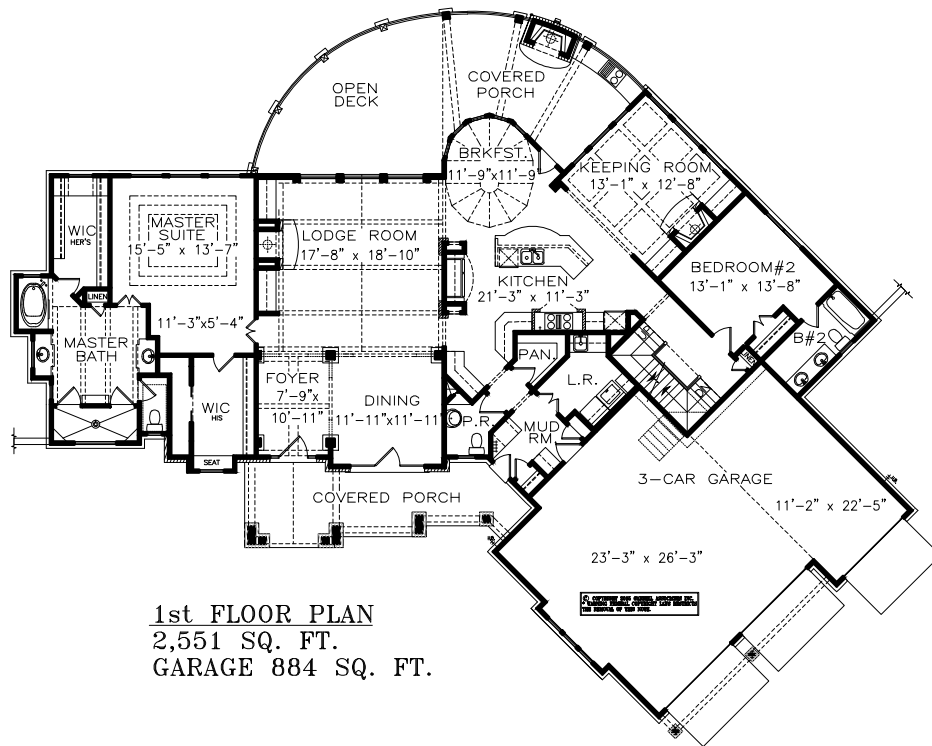 OPEN
DECK
COVERED
PORCH
BRKFST.
11'-9"x11'-9
KEEPING ROOM
13'-1" x 12'-8"
WIC
HER'S
MASTER
SUITE
15'-5" x 13'-7"
LODGE ROOM
17'-8" x 18'-10"
KITCHEN
21'-3" x 11'-3"
BEDROOM#2
13'-1" x 13'-8"
LINEN
11'-3"x5'-4"
MASTER
BATH
B#2
LINEN
PAN.
L.R.
FOYER
7'-9"x
10'-11"
DINING
11'-11"x11'-11"
WIC
HIS
P.R.
MUD
RM.
SEAT
3-CAR GARAGE
11'-2" x 22'-5"
COVERED PORCH
23'-3" x 26'-3"
1st FLOOR PLAN
2,551 SQ. FT.
GARAGE 884 SQ. FT.